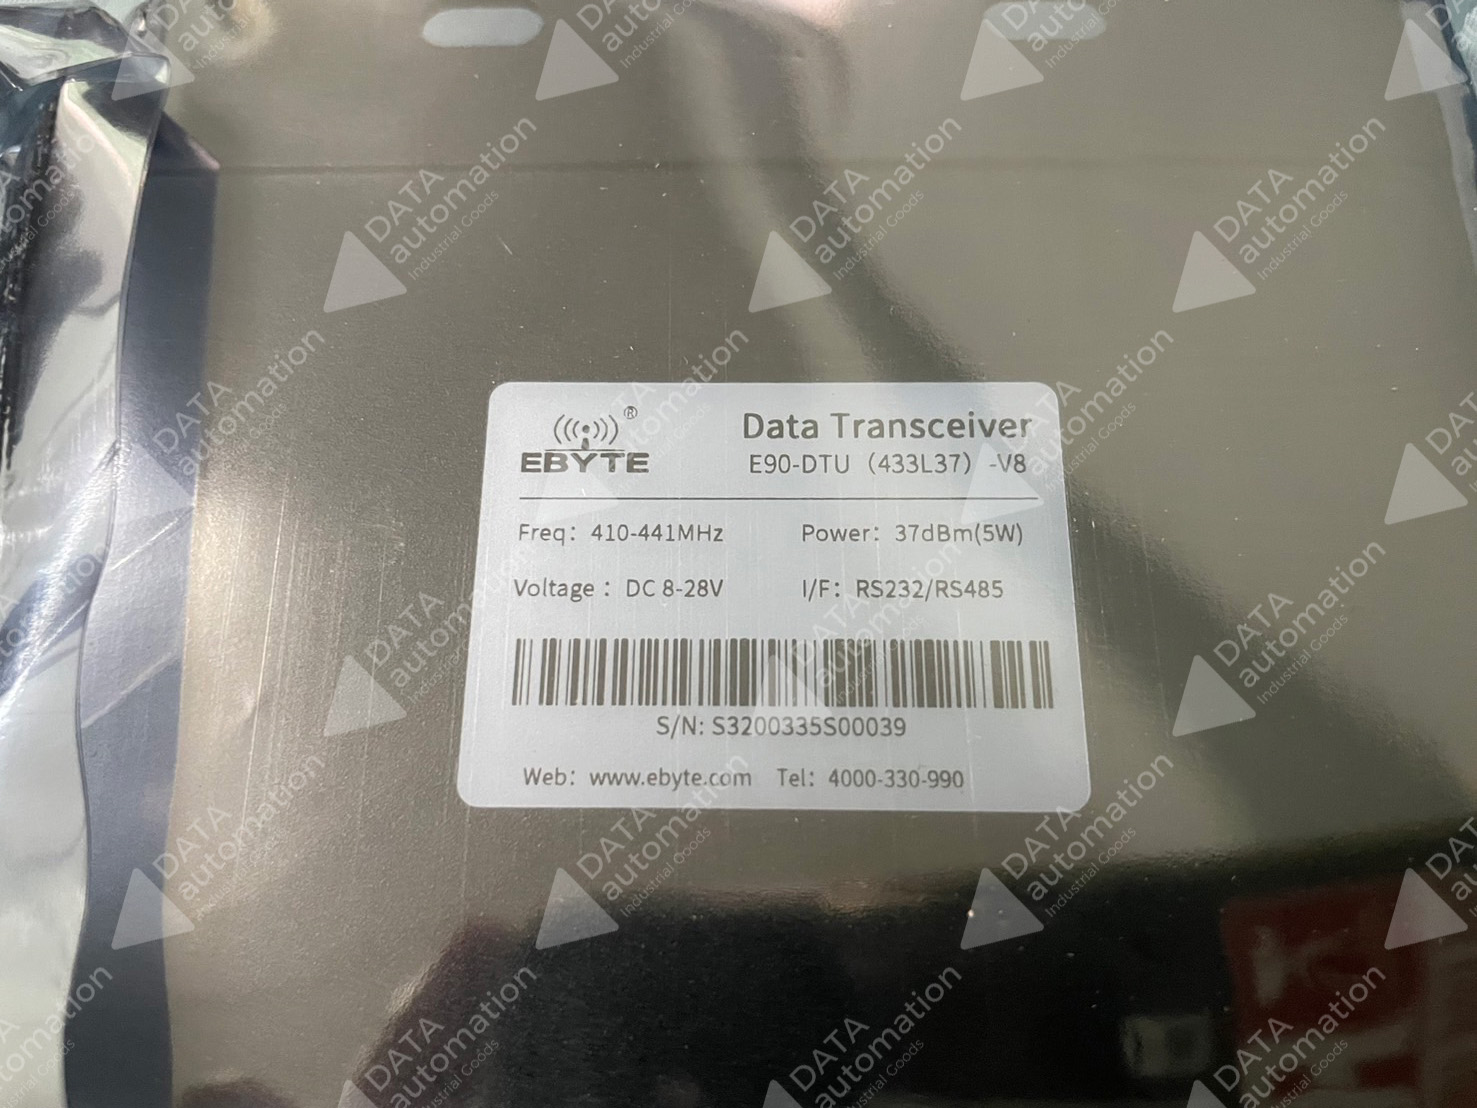 EBYTE ®
Data Transceiver
E90-DTU（433L37）-V8
Freq：410-441MHz
Power：37dBm(5W)
Voltage：DC 8-28V
I/F：RS232/RS485
S/N: S3200335S00039
Web：www.ebyte.com Tel：4000-330-990
DATA
automation
Industrial Goods